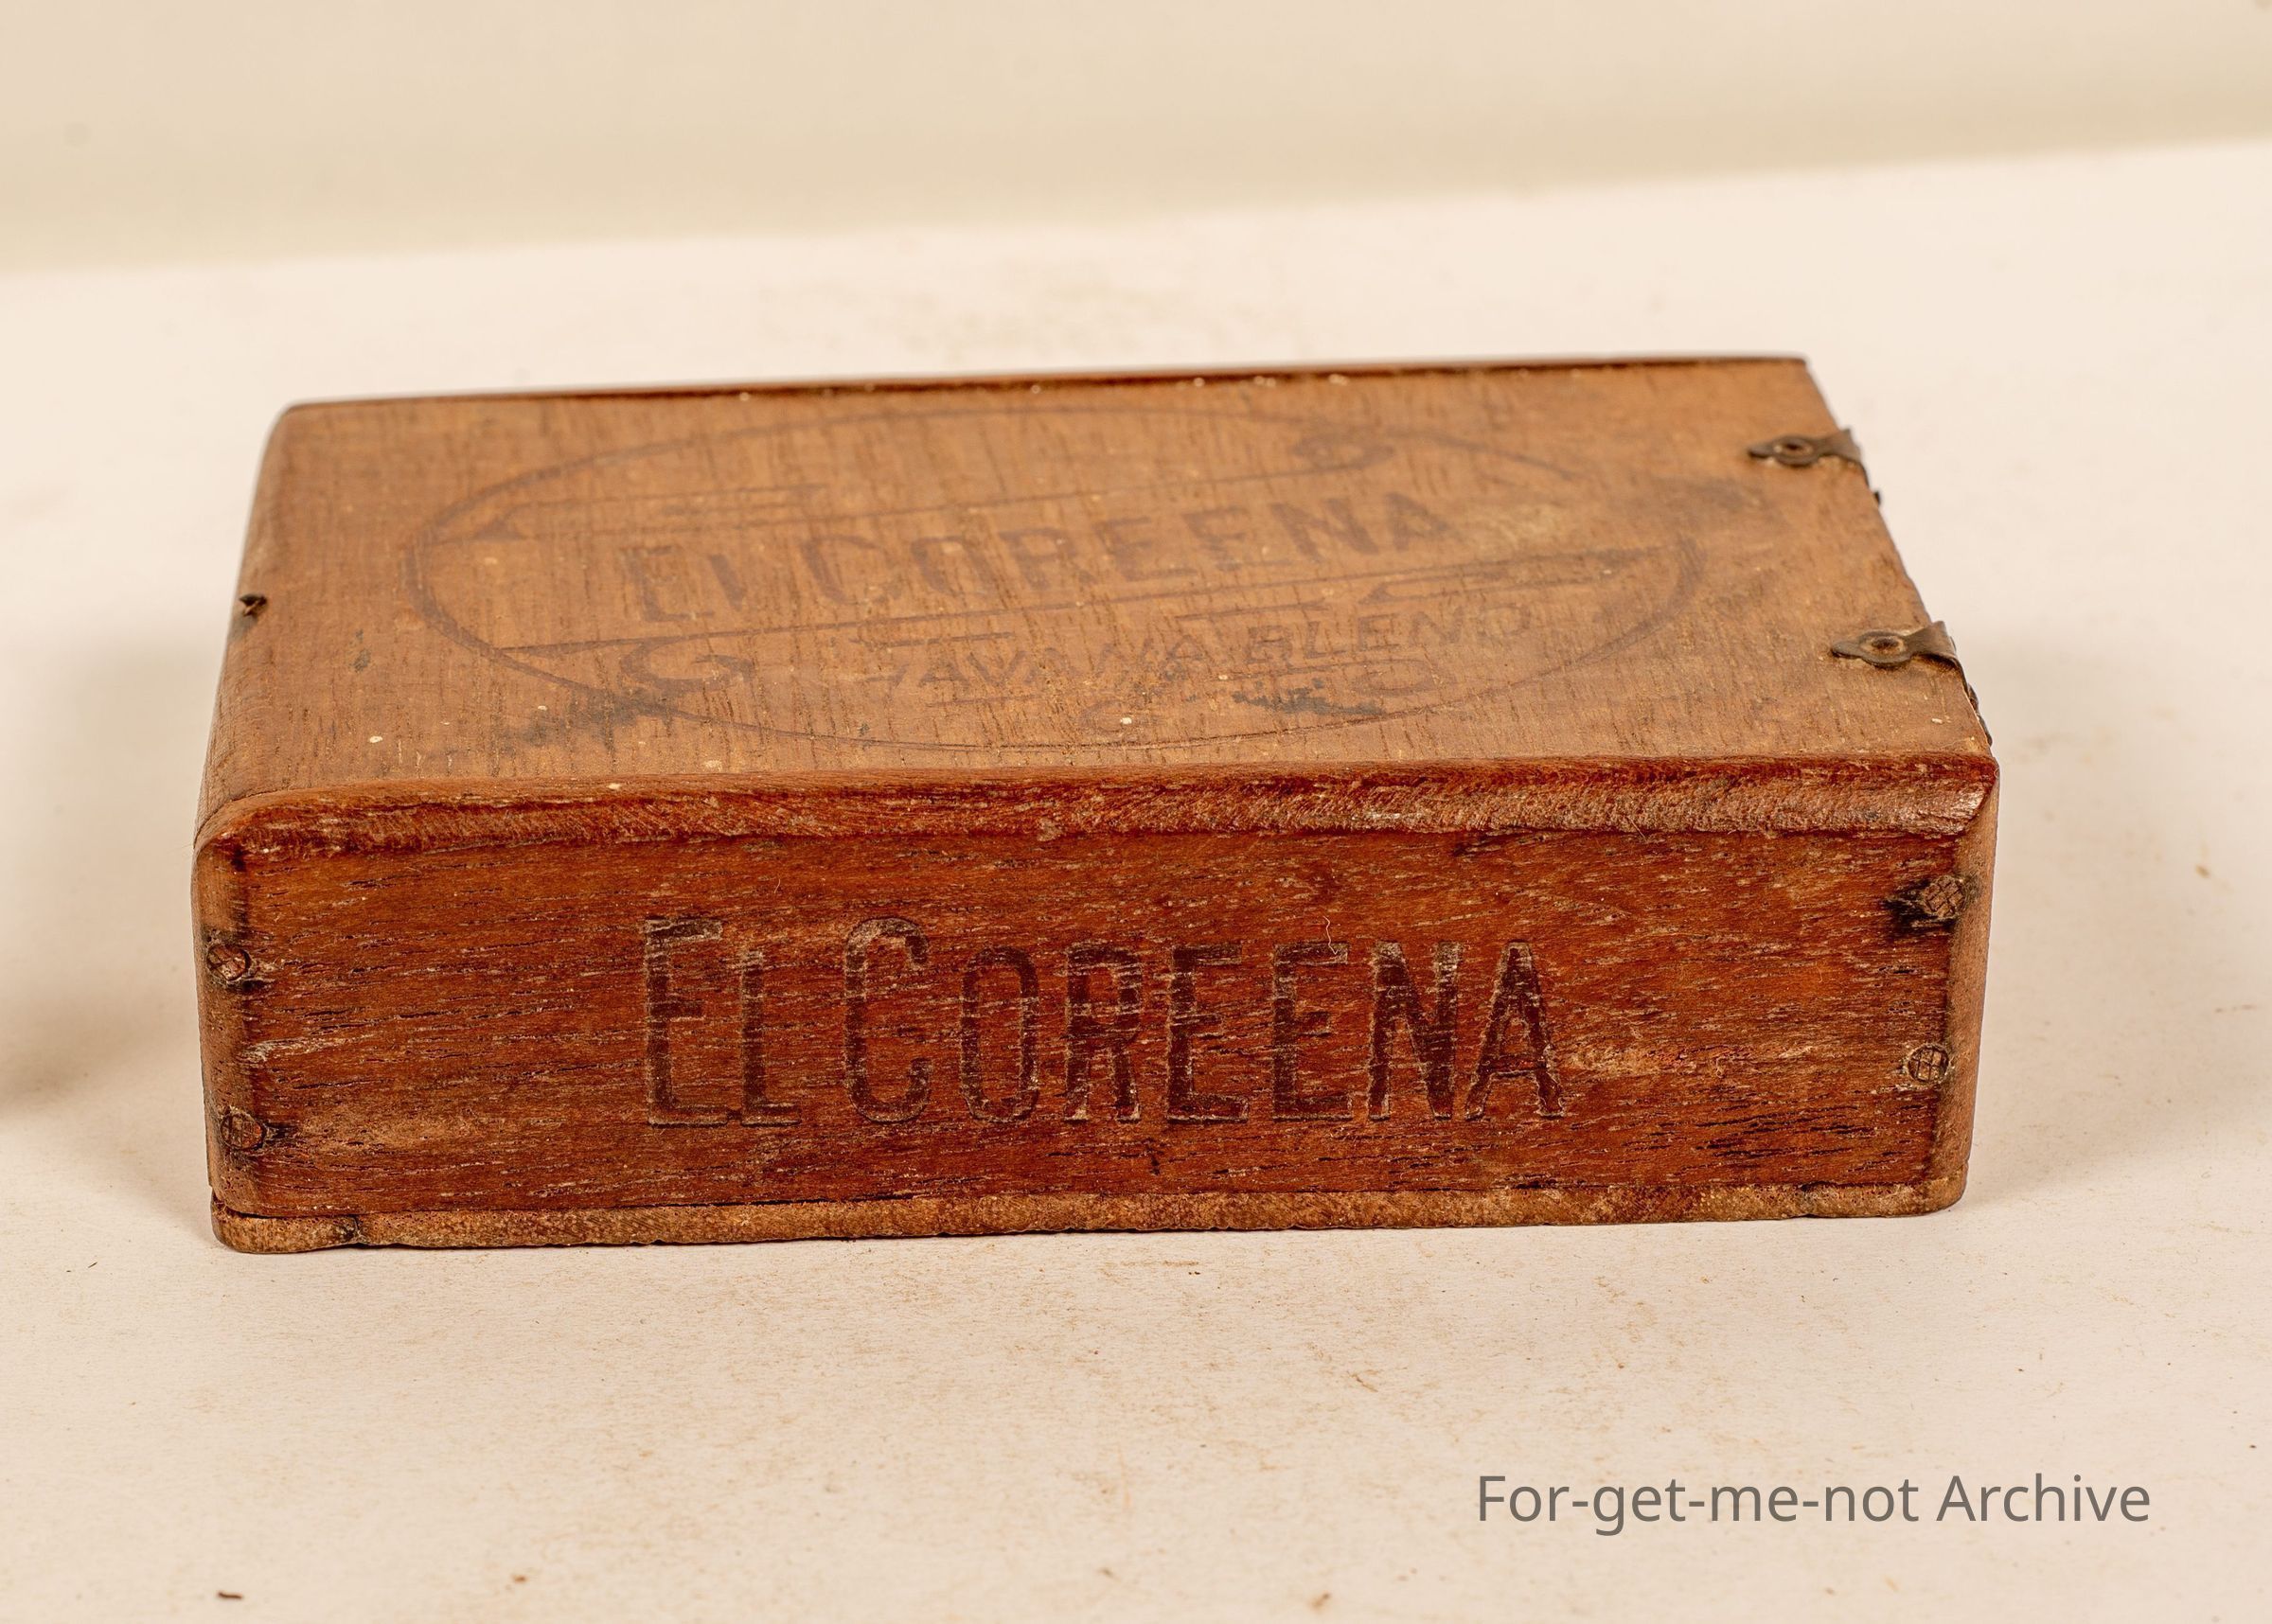 El COREENA
HAVANA BLEND
El COREENA
For-get-me-not Archive